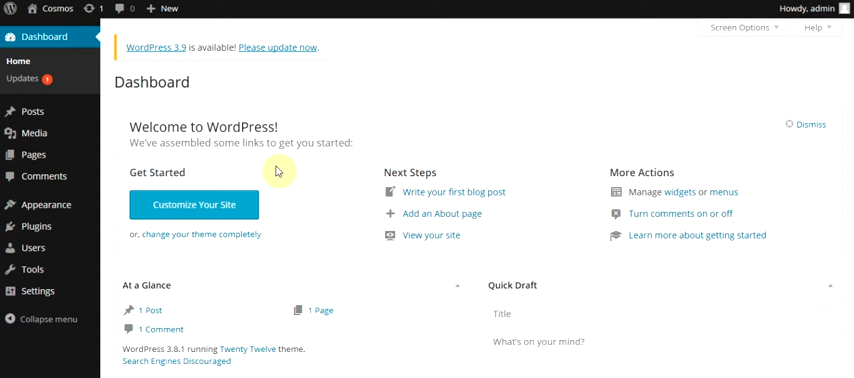 Cosmos 1 0 + New Howdy, admin
Screen Options Help
Dashboard
Home
Updates 1
Posts
Media
Pages
Comments
Appearance
Plugins
Users
Tools
Settings
Collapse menu
WordPress 3.9 is available! Please update now.
Dashboard
Welcome to WordPress!
We've assembled some links to get you started:
Dismiss
Get Started
Customize Your Site
or, change your theme completely
Next Steps
Write your first blog post
Add an About page
View your site
More Actions
Manage widgets or menus
Turn comments on or off
Learn more about getting started
At a Glance
1 Post 1 Page
1 Comment
WordPress 3.8.1 running Twenty Twelve theme.
Search Engines Discouraged
Quick Draft
Title
What's on your mind?